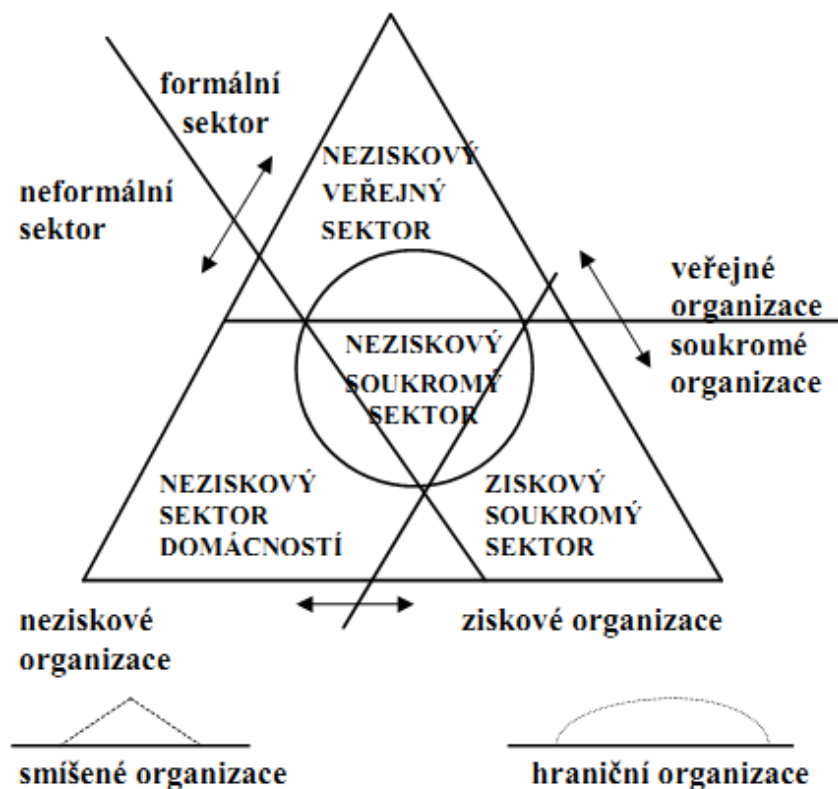 formální
sektor
neformální
sektor
NEZISKOVÝ
VEŘEJNÝ
SEKTOR
veřejné
organizace
soukromé
organizace
NEZISKOVÝ
SOUKROMÝ
SEKTOR
NEZISKOVÝ
SEKTOR
DOMÁCNOSTÍ
ZISKOVÝ
SOUKROMÝ
SEKTOR
neziskové
organizace
ziskové organizace
smíšené organizace
hraniční organizace